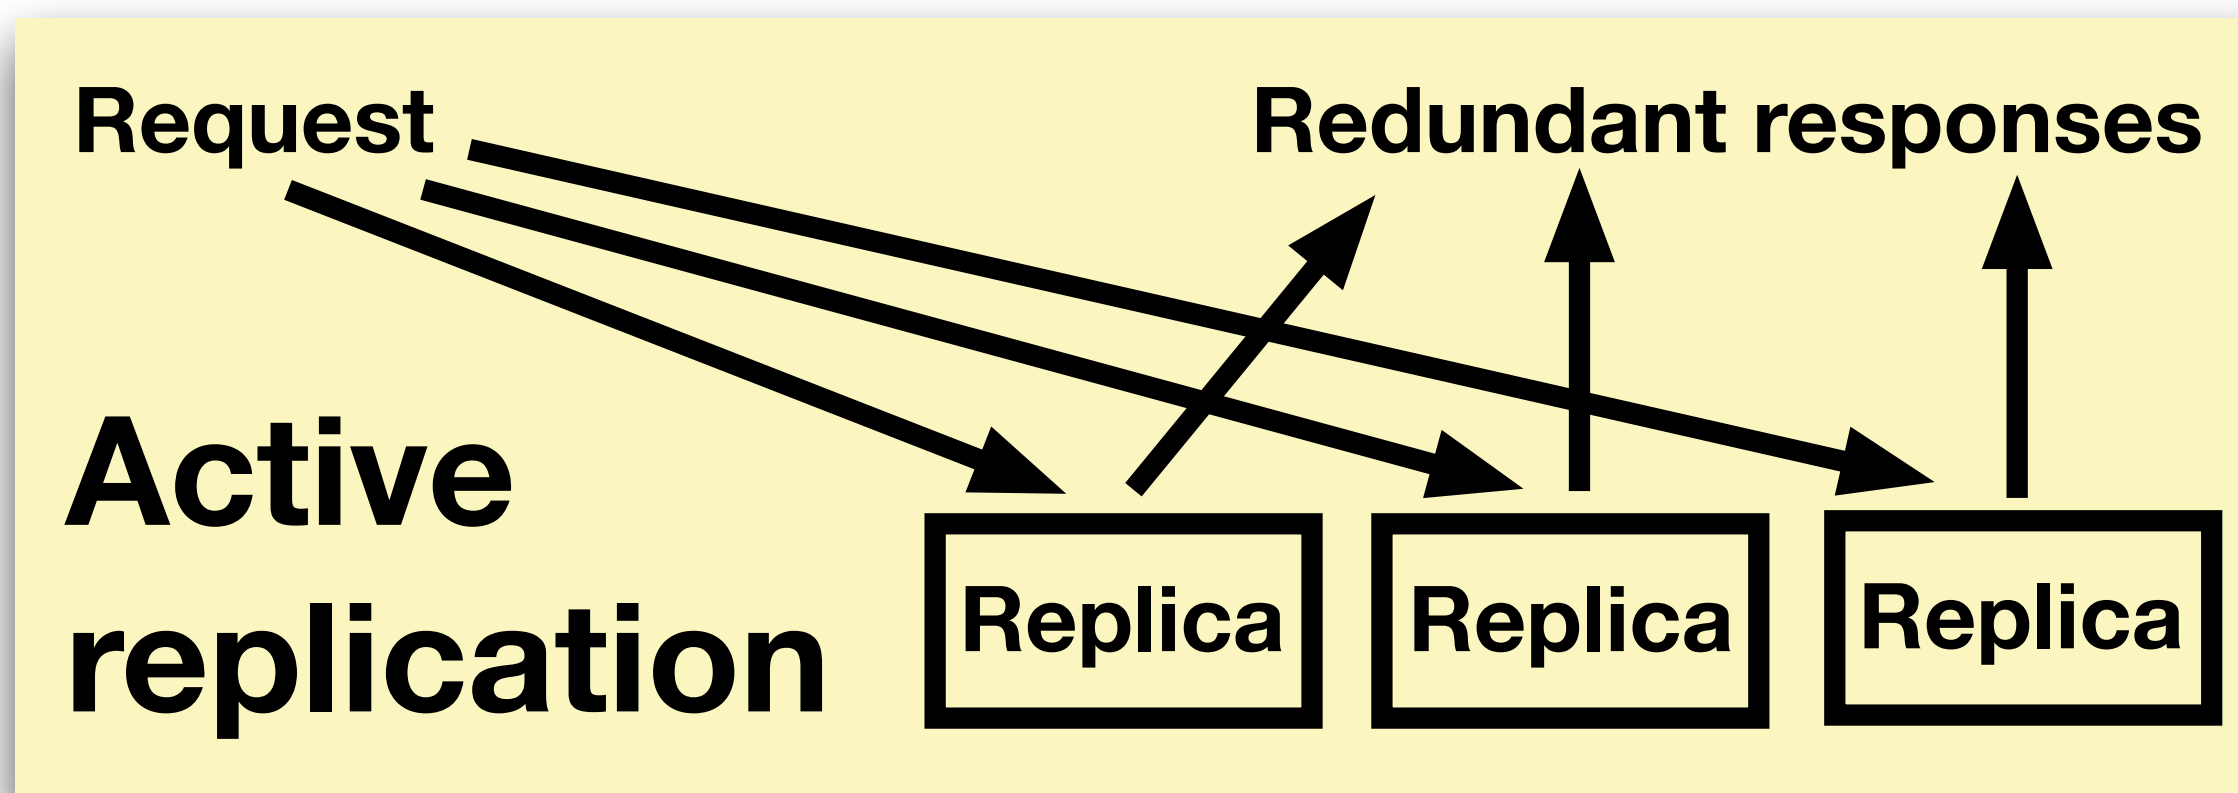 Request
Redundant responses
Active
replication
Replica
Replica
Replica